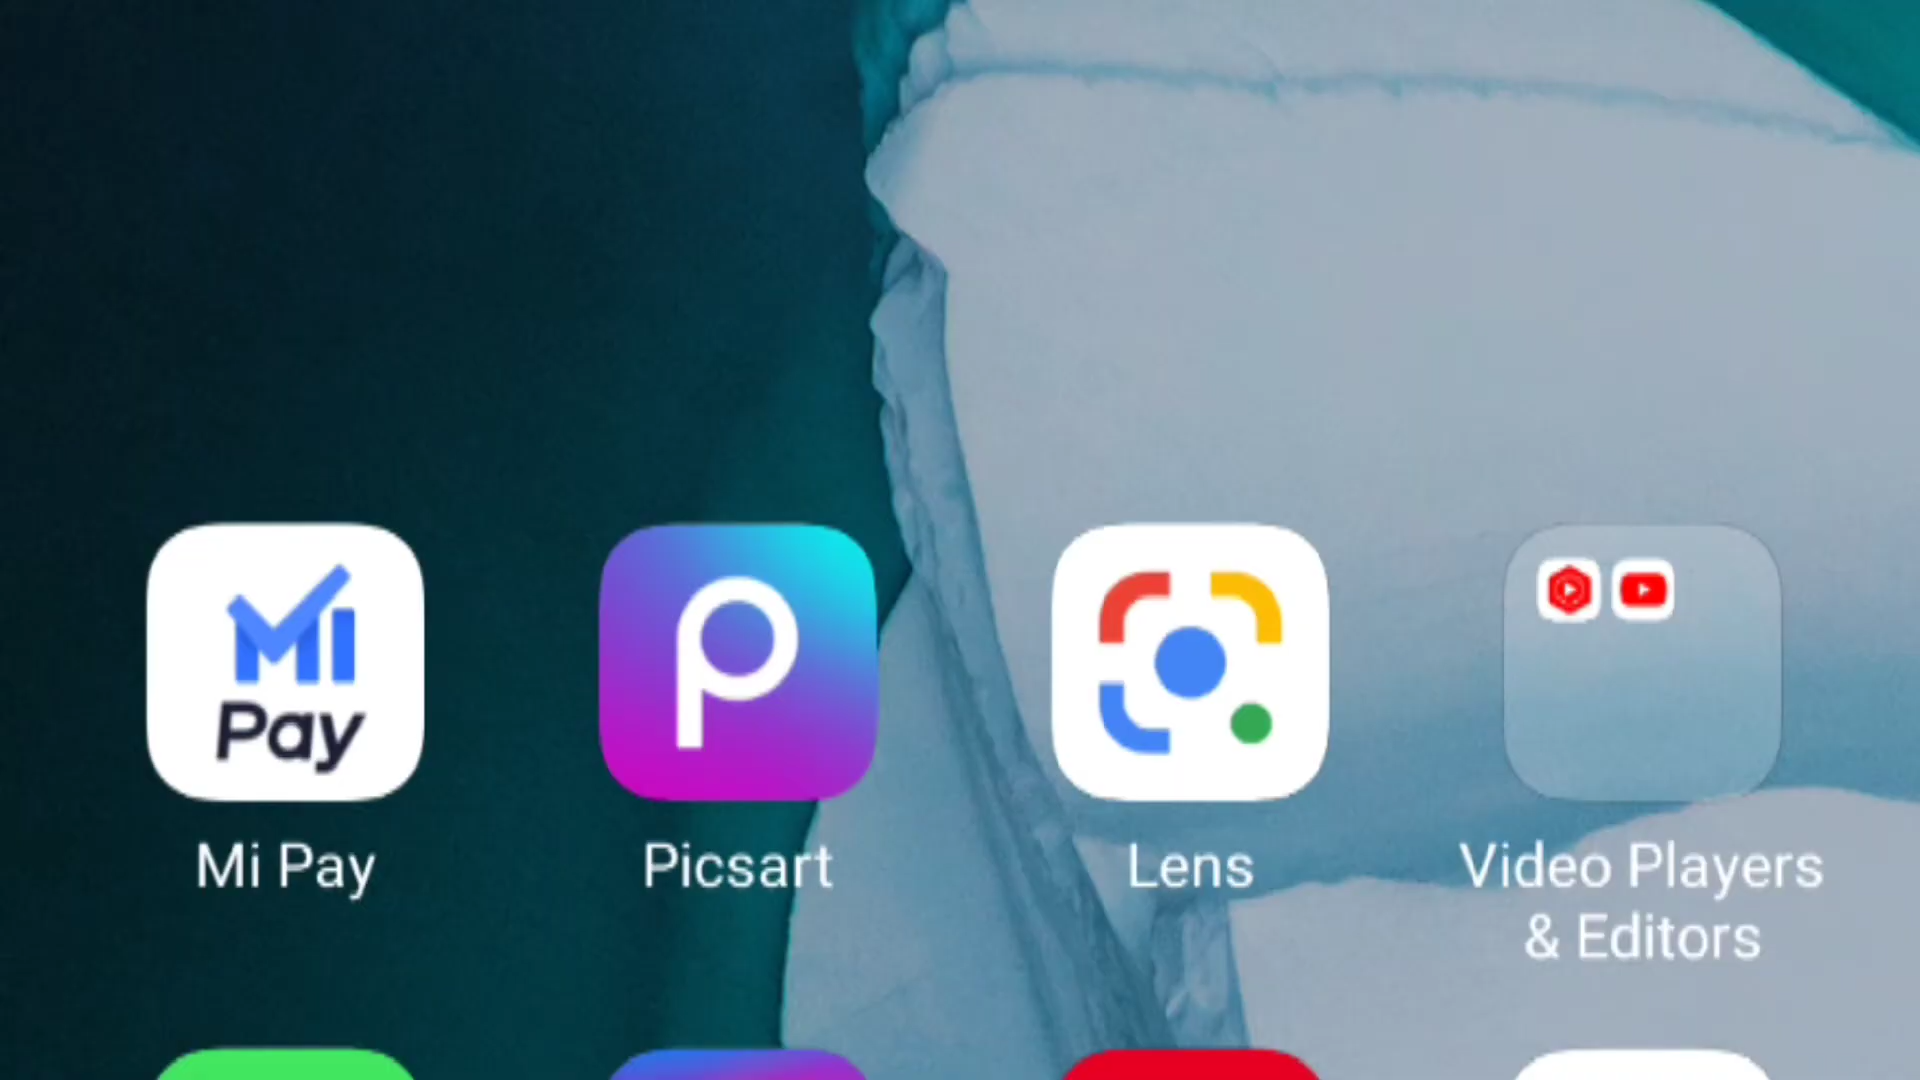 Mi
Pay
Mi Pay
Picsart
Lens
Video Players
& Editors